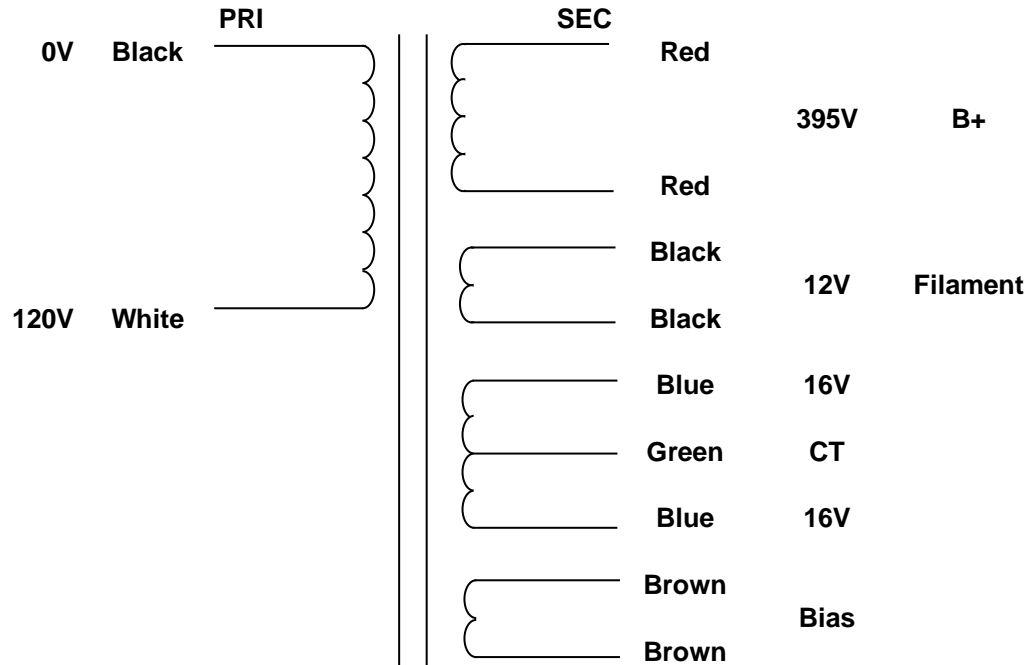 PRI SEC
0V Black Red
395V B+
Red
Black
12V Filament
120V White Black
Blue 16V
Green CT
Blue 16V
Brown
Bias
Brown